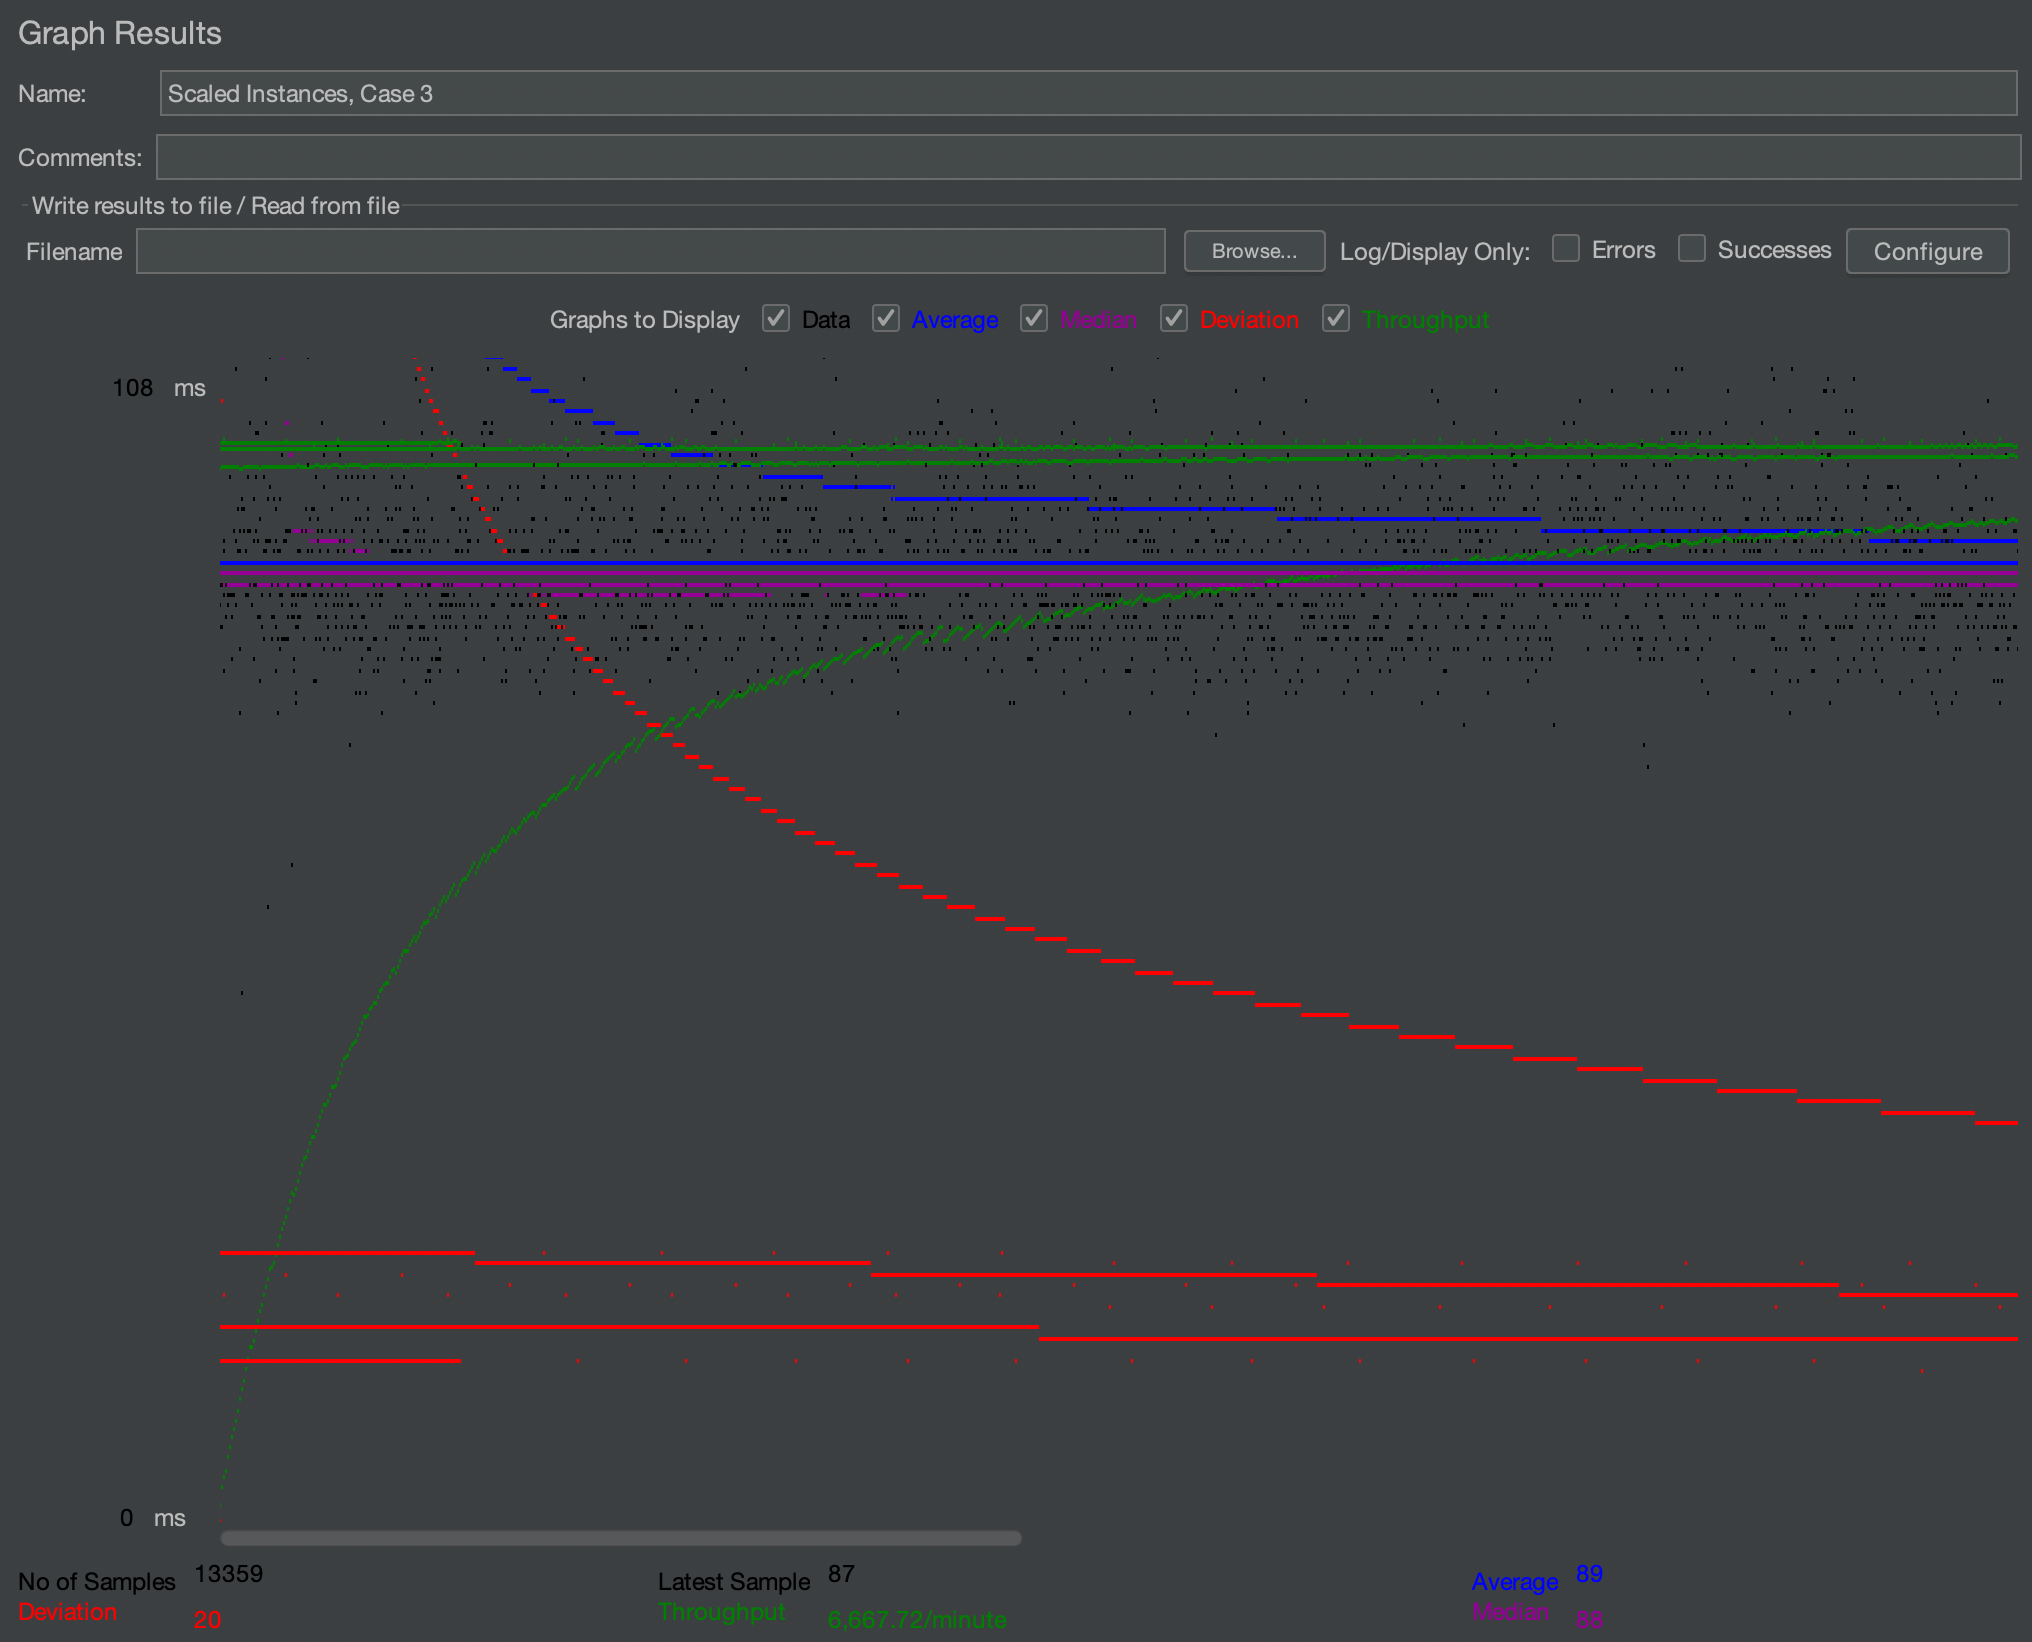 Graph Results
Name: Scaled Instances, Case 3
Comments:
Write results to file / Read from file
Filename Browse... Log/Display Only: Errors Successes Configure
Graphs to Display Data Average Median Deviation Throughput
108 ms
0 ms
No of Samples 13359 Latest Sample 87 Average 89
Deviation 20 Throughput 6,667.72/minute Median 88